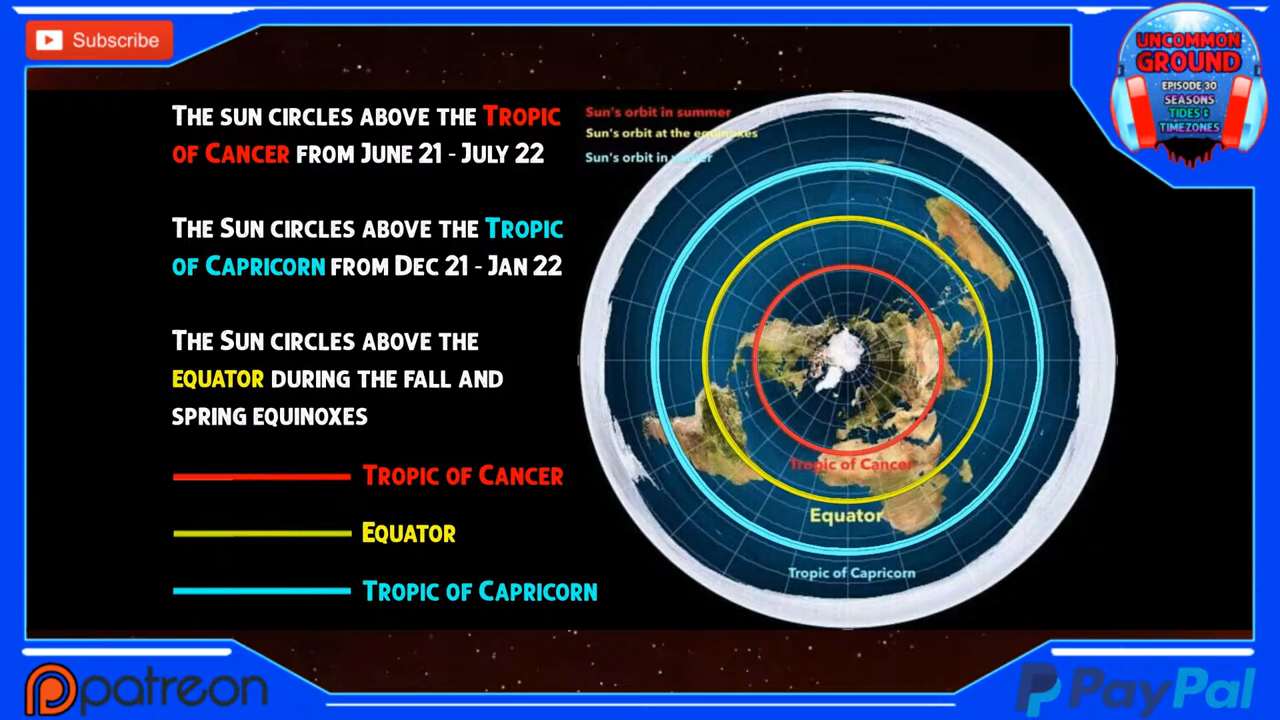 Subscribe
UNCOMMON
GROUND
EPISODE 30
SEASONS
TIDES &
TIMEZONES
THE SUN CIRCLES ABOVE THE TROPIC
OF CANCER FROM JUNE 21 - JULY 22
THE SUN CIRCLES ABOVE THE TROPIC
OF CAPRICORN FROM DEC 21 - JAN 22
THE SUN CIRCLES ABOVE THE
EQUATOR DURING THE FALL AND
SPRING EQUINOXES
TROPIC OF CANCER
EQUATOR
TROPIC OF CAPRICORN
Sun's orbit in summer
Sun's orbit at the equinoxes
Sun's orbit in winter
Tropic of Cancer
Equator
Tropic of Capricorn
patreon
PayPal